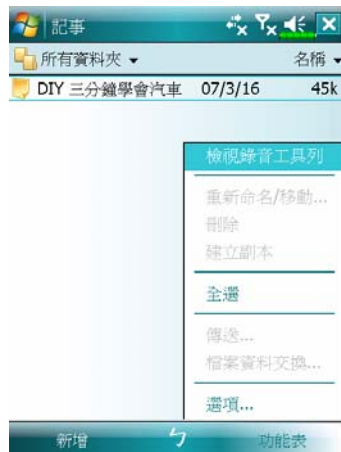 記事
所有資料夾 名稱
DIY 三分鐘學會汽車 07/3/16 45k
檢視錄音工具列
重新命名/移動...
刪除
建立副本
全選
傳送...
檔案資料交換...
選項...
新增 ㄅ 功能表